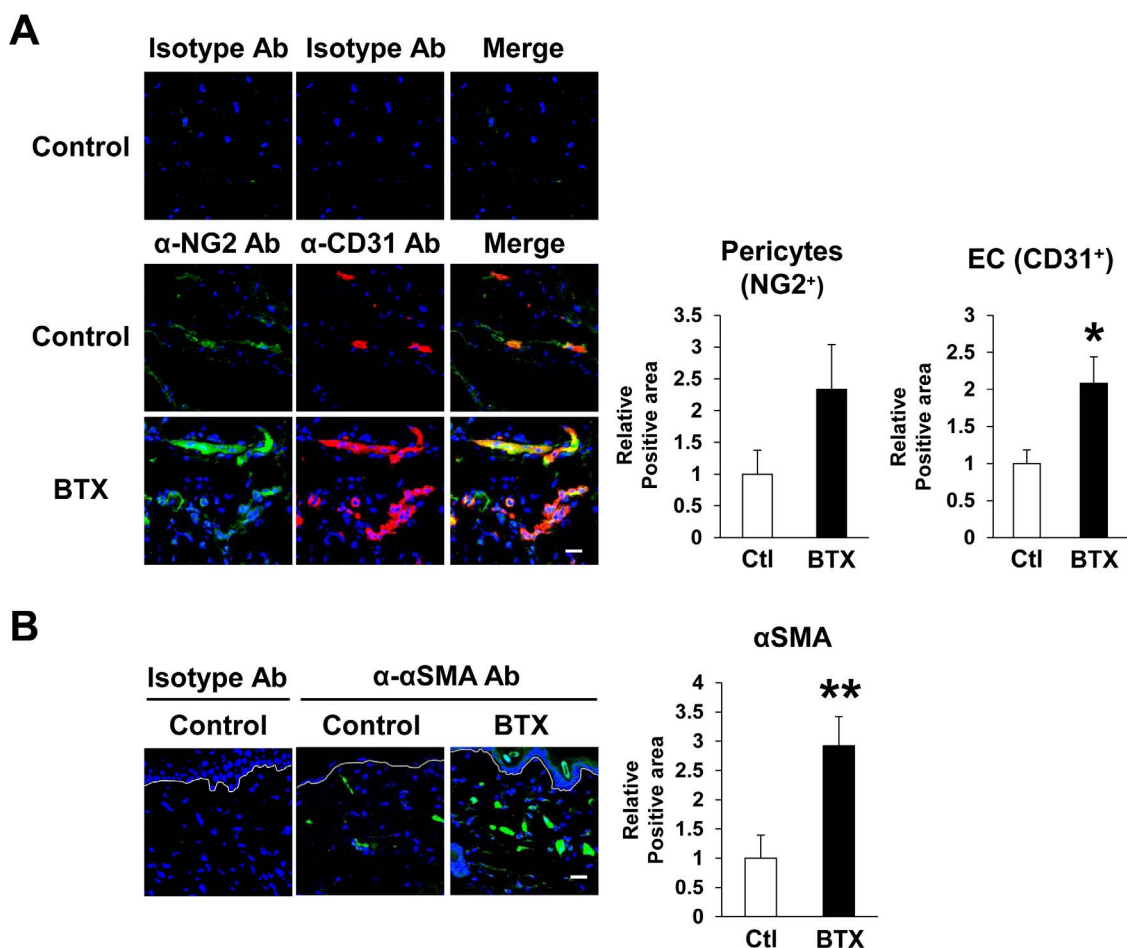 A
Isotype Ab Isotype Ab Merge
Control
α-NG2 Ab α-CD31 Ab Merge
Control
BTX
Pericytes
(NG2+)
Relative
Positive area
3.5
3
2.5
2
1.5
1
0.5
0
Ctl BTX
EC (CD31+)
Relative
Positive area
3
2.5
2
1.5
1
0.5
0
*
Ctl BTX
B
Isotype Ab α-αSMA Ab
Control Control BTX
αSMA
Relative
Positive area
4
3.5
3
2.5
2
1.5
1
0.5
0
**
Ctl BTX